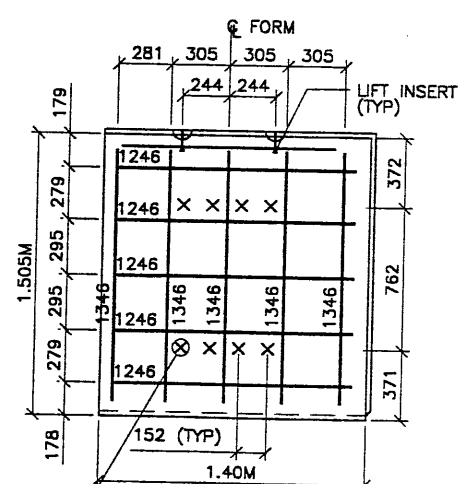 ℄ FORM
281 305 305 305
244 244
LIFT INSERT
(TYP)
179
372
1246
279
1246
295
762
1.505M
1246
295
1346 1346 1346 1346
1246
279
371
1246
178
152 (TYP)
1.40M